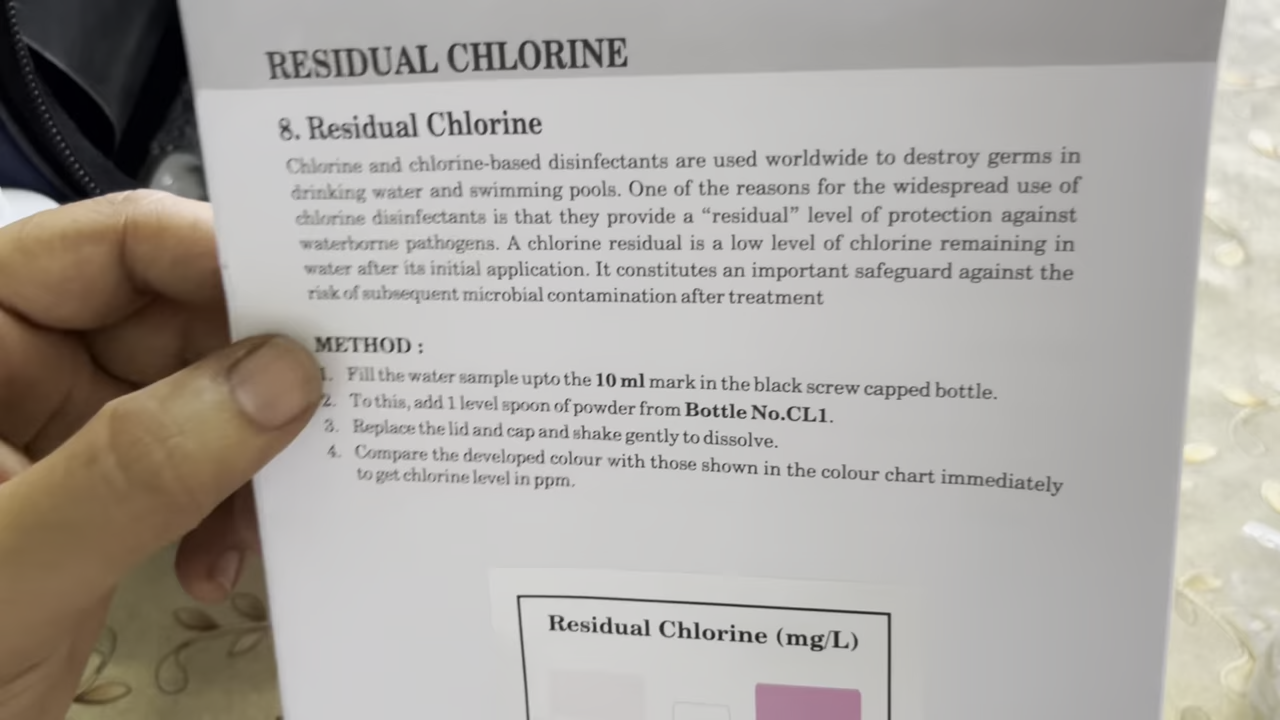 RESIDUAL CHLORINE
8. Residual Chlorine
Chlorine and chlorine-based disinfectants are used worldwide to destroy germs in
drinking water and swimming pools. One of the reasons for the widespread use of
chlorine disinfectants is that they provide a “residual” level of protection against
waterborne pathogens. A chlorine residual is a low level of chlorine remaining in
water after its initial application. It constitutes an important safeguard against the
risk of subsequent microbial contamination after treatment
METHOD :
1. Fill the water sample upto the 10 ml mark in the black screw capped bottle.
2. To this, add 1 level spoon of powder from Bottle No.CL1.
3. Replace the lid and cap and shake gently to dissolve.
4. Compare the developed colour with those shown in the colour chart immediately
to get chlorine level in ppm.
Residual Chlorine (mg/L)